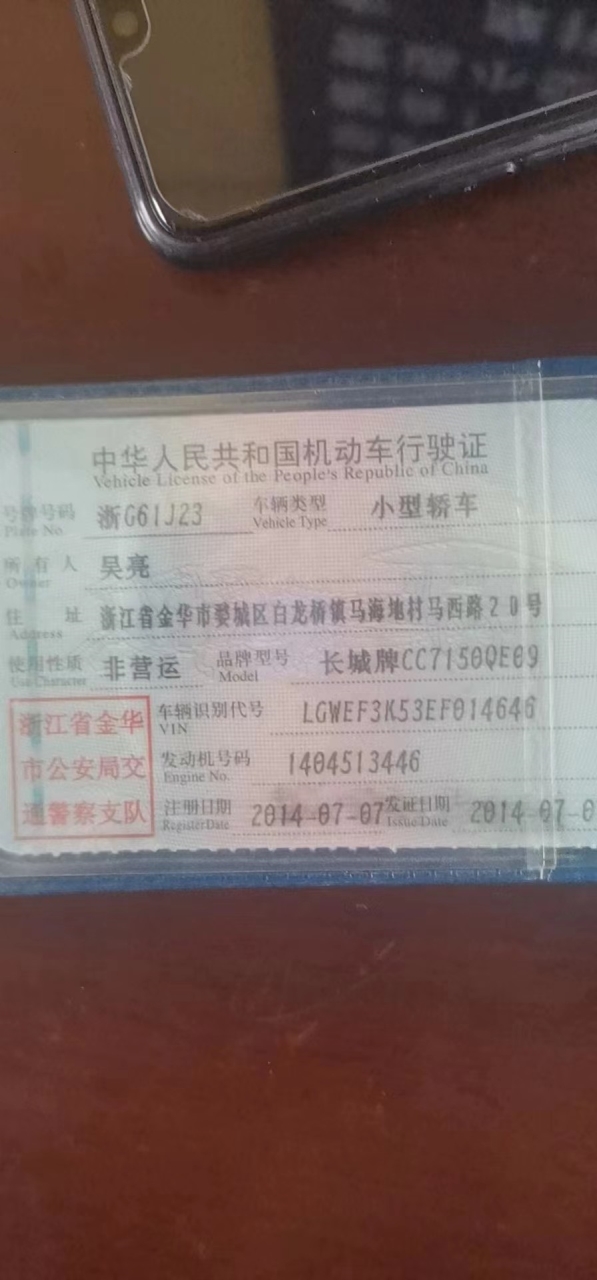 中华人民共和国机动车行驶证
Vehicle License of the People's Republic of China
号牌号码 浙G61J23 车辆类型 小型轿车
Plate No. Vehicle Type
所有人 吴亮
Owner
住址 浙江省金华市婺城区白龙桥镇马海地村马西路20号
Address
使用性质 非营运 品牌型号 长城牌CC7150QE09
Use Character Model
浙江省金华 车辆识别代号 LGWEF3K53EF014646
VIN
市公安局交 发动机号码 1404513446
Engine No.
通警察支队 注册日期 2014-07-07 发证日期 2014-07-0
Register Date Issue Date